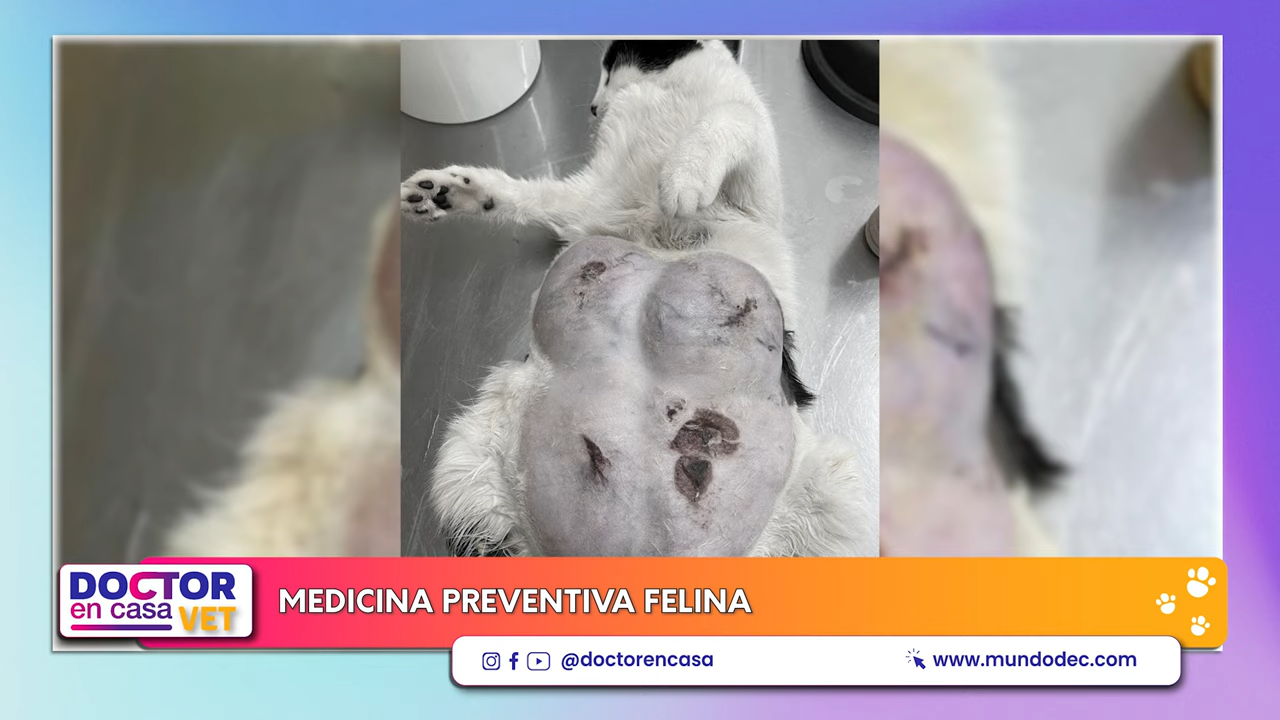 DOCTOR
en casa
VET
MEDICINA PREVENTIVA FELINA
@doctorencasa
www.mundodec.com